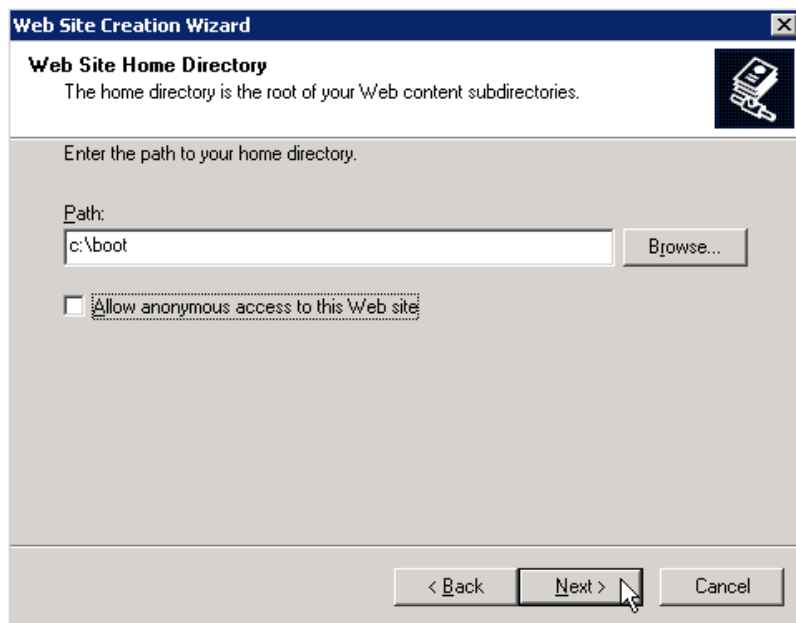 Web Site Creation Wizard
Web Site Home Directory
The home directory is the root of your Web content subdirectories.
Enter the path to your home directory.
Path:
c:\boot
Browse...
Allow anonymous access to this Web site
< Back
Next >
Cancel